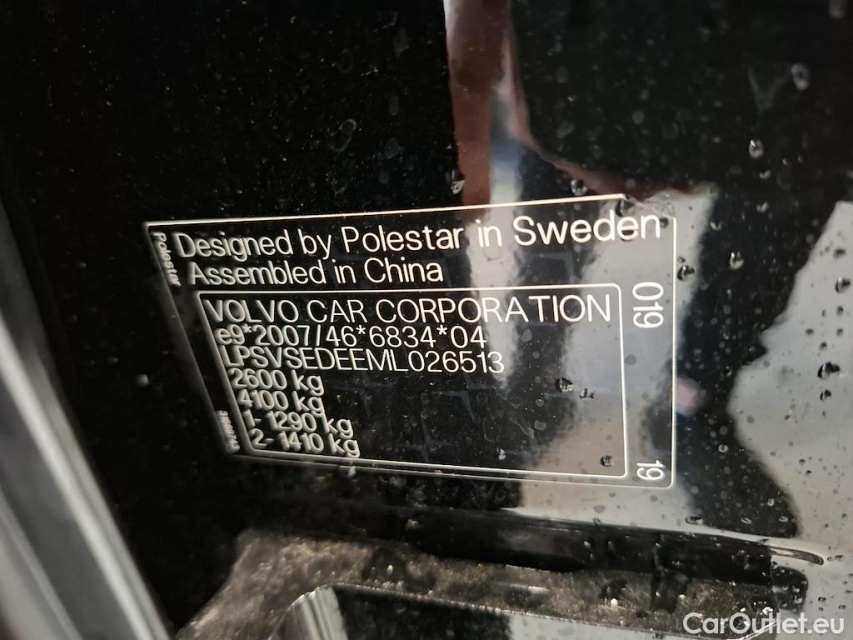 Polestar
Designed by Polestar in Sweden
Assembled in China
VOLVO CAR CORPORATION
e9*2007/46*6834*04
LPSVSEDEEML026513
2600 kg
4100 kg
1- 1290 kg
2- 1410 kg
019
19
CarOutlet.eu